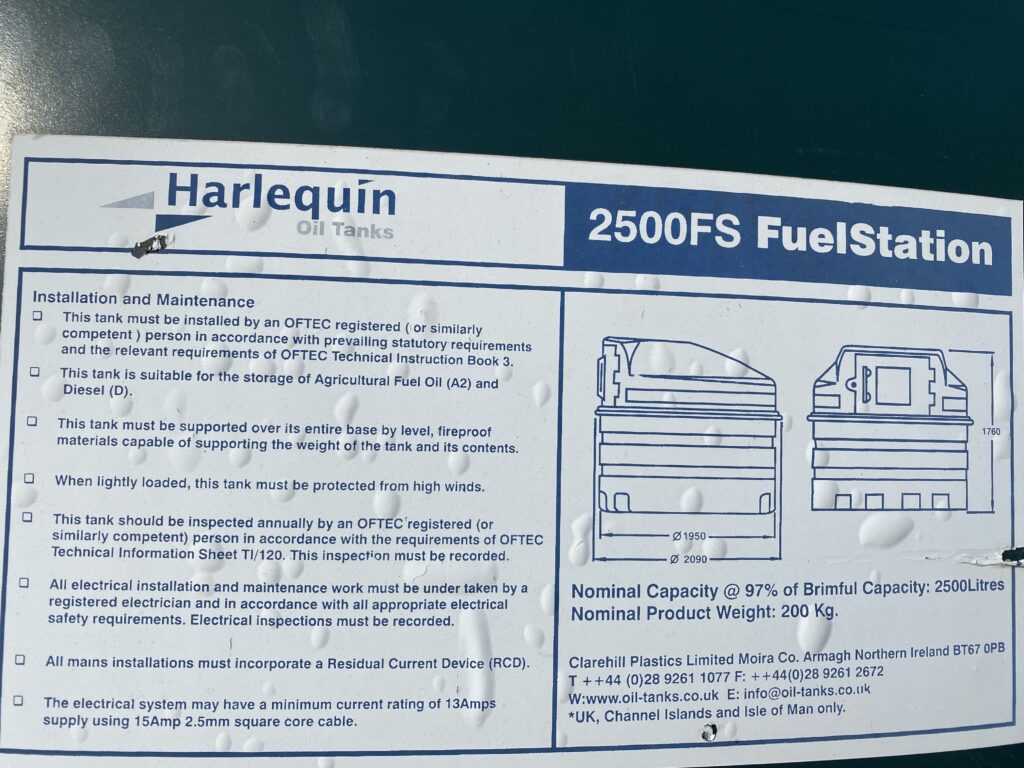 Harlequin
Oil Tanks
2500FS FuelStation
Installation and Maintenance
This tank must be installed by an OFTEC registered ( or similarly
competent ) person in accordance with prevailing statutory requirements
and the relevant requirements of OFTEC Technical Instruction Book 3.
This tank is suitable for the storage of Agricultural Fuel Oil (A2) and
Diesel (D).
This tank must be supported over its entire base by level, fireproof
materials capable of supporting the weight of the tank and its contents.
When lightly loaded, this tank must be protected from high winds.
This tank should be inspected annually by an OFTEC registered (or
similarly competent) person in accordance with the requirements of OFTEC
Technical Information Sheet TI/120. This inspection must be recorded.
All electrical installation and maintenance work must be under taken by a
registered electrician and in accordance with all appropriate electrical
safety requirements. Electrical inspections must be recorded.
All mains installations must incorporate a Residual Current Device (RCD).
The electrical system may have a minimum current rating of 13Amps
supply using 15Amp 2.5mm square core cable.
1760
Ø 1950
Ø 2090
Nominal Capacity @ 97% of Brimful Capacity: 2500Litres
Nominal Product Weight: 200 Kg.
Clarehill Plastics Limited Moira Co. Armagh Northern Ireland BT67 0PB
T ++44 (0)28 9261 1077 F: ++44(0)28 9261 2672
W:www.oil-tanks.co.uk E: info@oil-tanks.co.uk
*UK, Channel Islands and Isle of Man only.